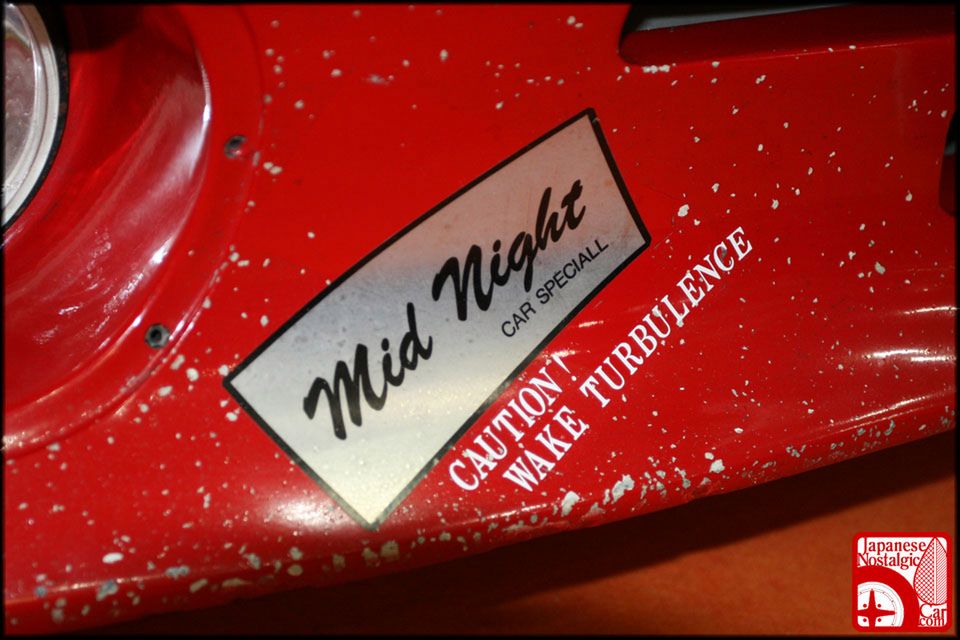 Mid Night
CAR SPECIALL
CAUTION!
WAKE TURBULENCE
Japanese
Nostalgic
Car
.com